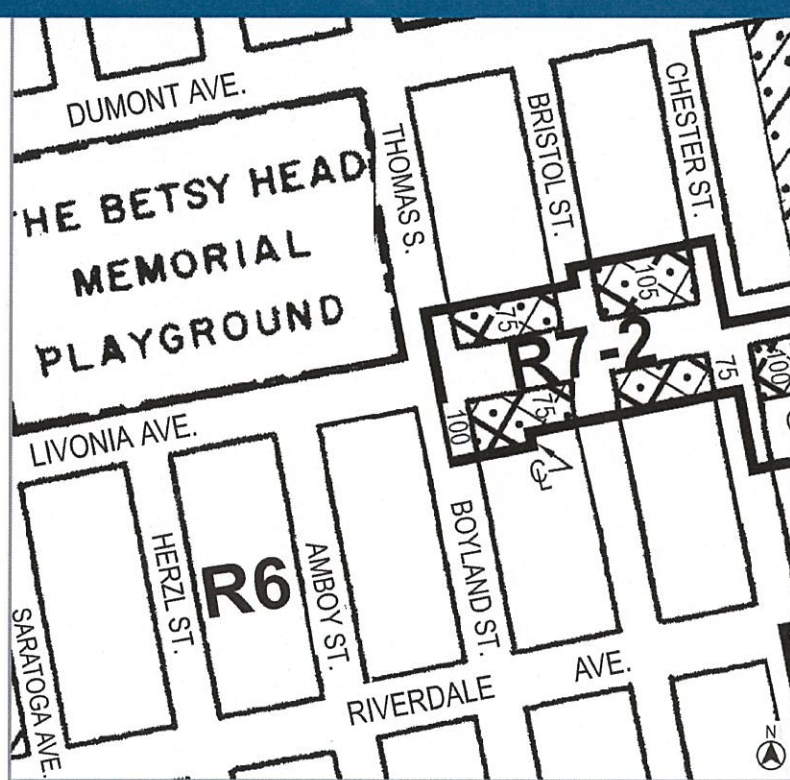 DUMONT AVE.
THOMAS S.
BRISTOL ST.
CHESTER ST.
HE BETSY HEAD
MEMORIAL
PLAYGROUND
105
75
R7-2
75
75
100
100
LIVONIA AVE.
HERZL ST.
R6
AMBOY ST.
BOYLAND ST.
SARATOGA AVE.
RIVERDALE AVE.
N